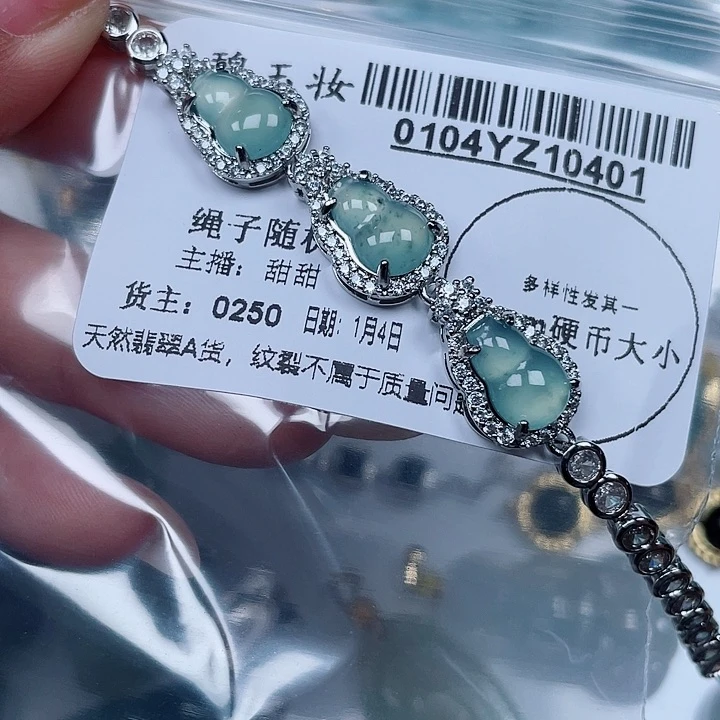 碧玉妆
0104YZ10401
绳子随机
主播：甜甜
货主：0250 日期：1月4日
天然翡翠A货，纹裂不属于质量问题
多样性发其一
硬币大小